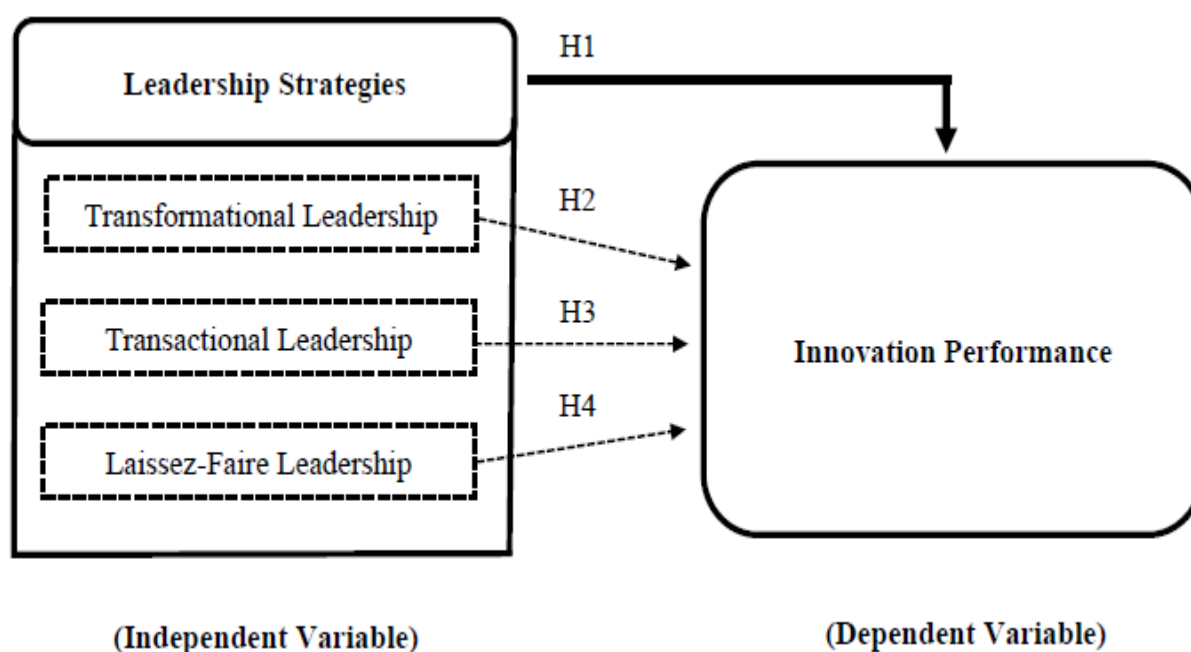 H1
Leadership Strategies
Transformational Leadership
H2
Transactional Leadership
H3
Innovation Performance
H4
Laissez-Faire Leadership
(Independent Variable)
(Dependent Variable)